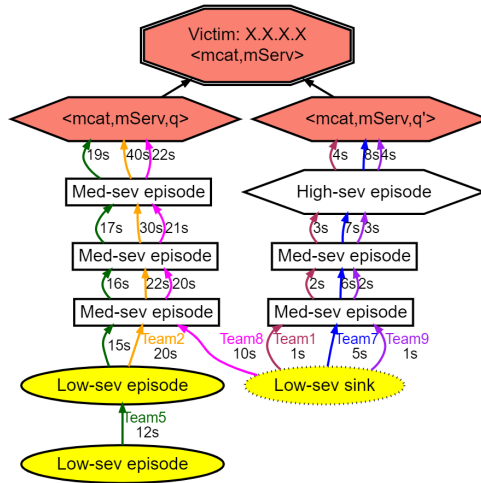 Victim: X.X.X.X
<mcat,mServ>
<mcat,mServ,q>
<mcat,mServ,q'>
19s
40s
22s
4s
8s
4s
Med-sev episode
High-sev episode
17s
30s
21s
3s
7s
3s
Med-sev episode
Med-sev episode
16s
22s
20s
2s
6s
2s
Med-sev episode
Med-sev episode
15s
Team2
20s
Team8
10s
Team1
1s
Team7
5s
Team9
1s
Low-sev episode
Low-sev sink
Team5
12s
Low-sev episode